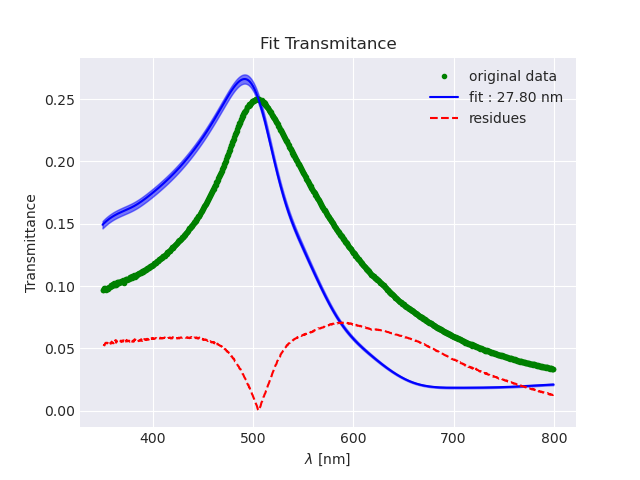 Fit Transmitance
original data
fit : 27.80 nm
residues
Transmittance
0.25
0.20
0.15
0.10
0.05
0.00
400
500
600
700
800
λ [nm]